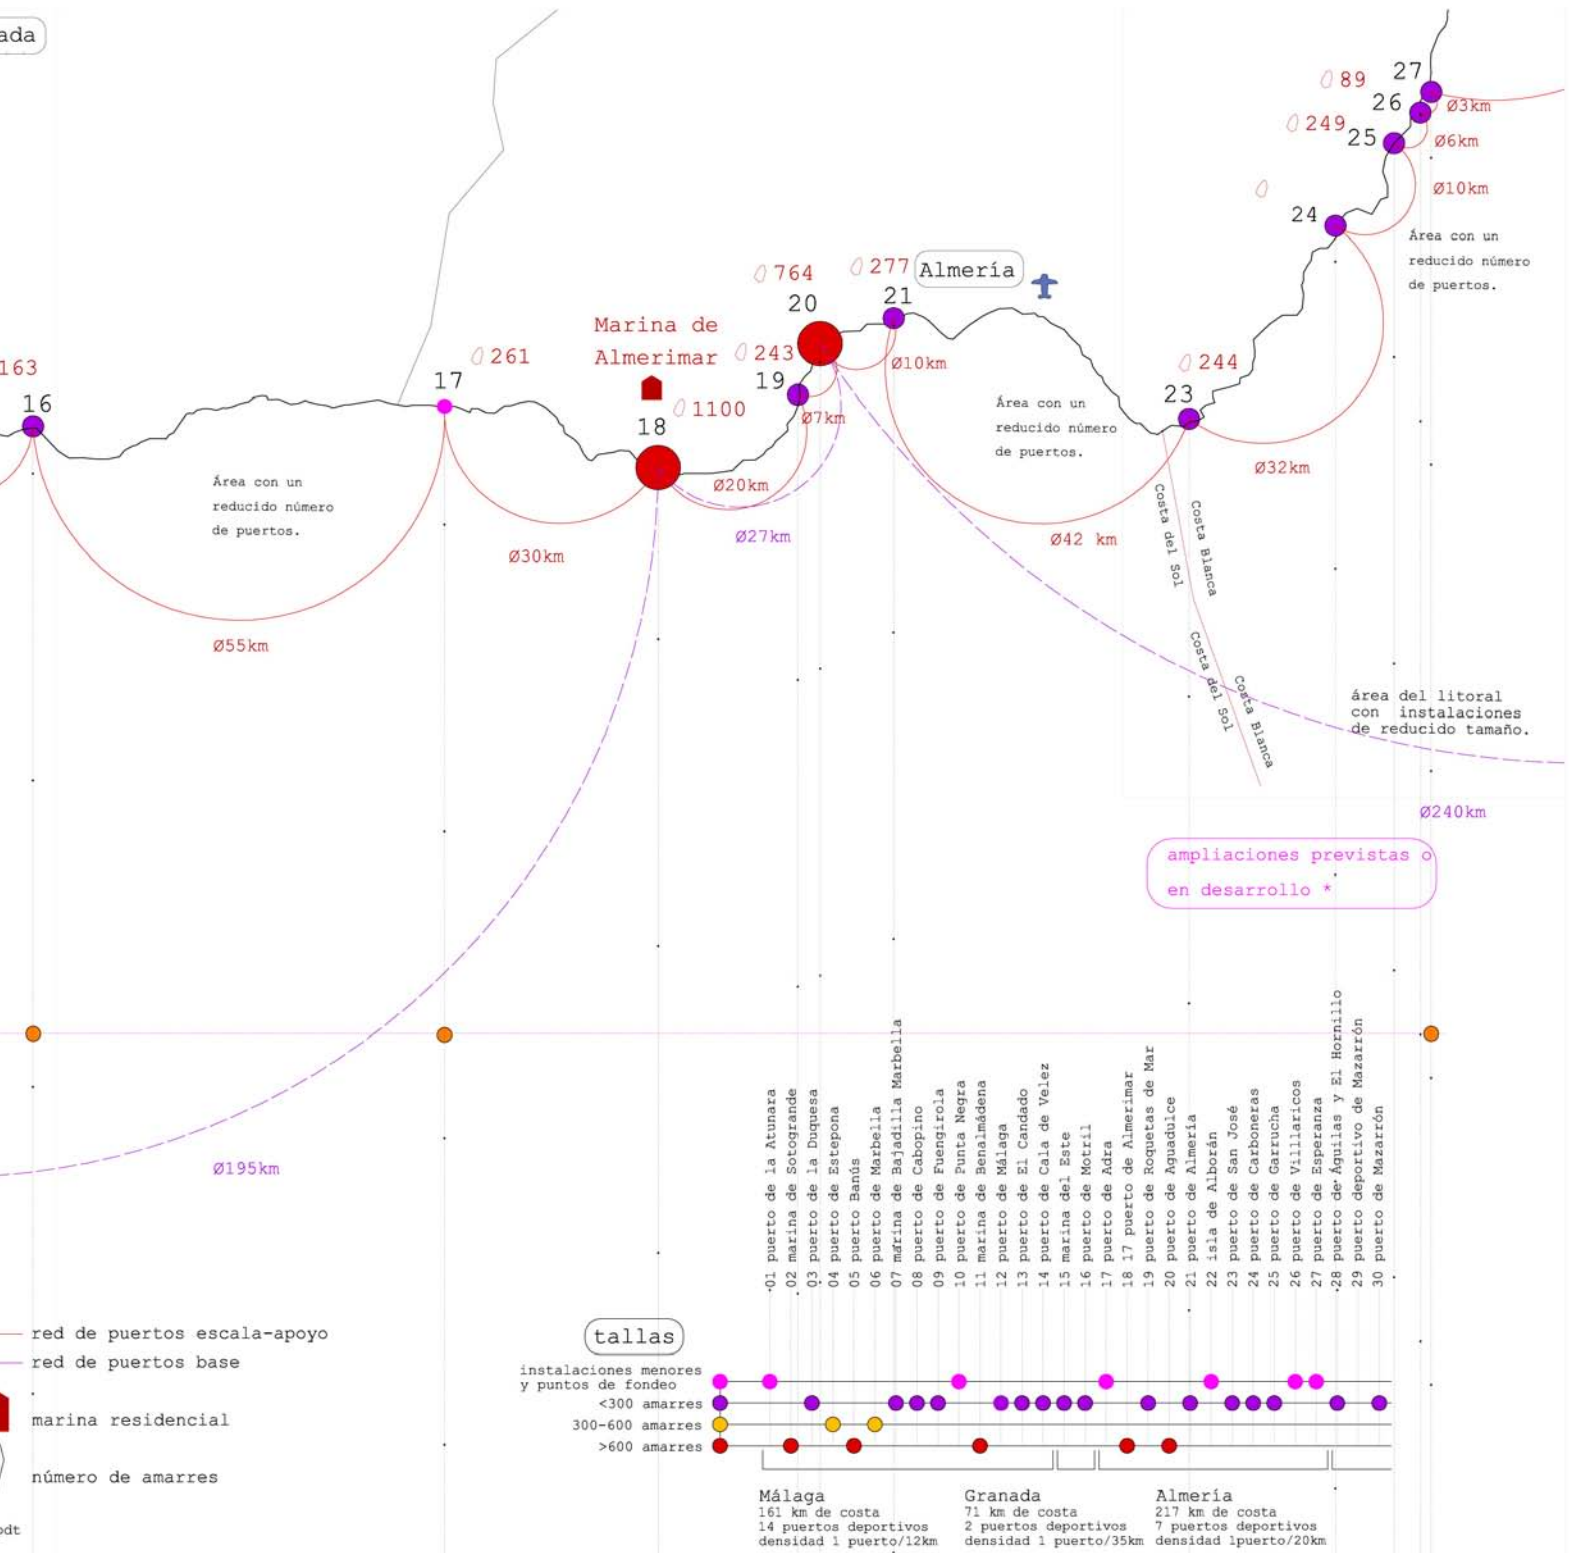 ada
89
27
26
Ø3km
249
25
Ø6km
Ø10km
24
Área con un
reducido número
de puertos.
764
277
Almería
20
21
Marina de
Almerimar
243
19
Ø10km
Ø7km
163
16
17
261
18
1100
244
23
Área con un
reducido número
de puertos.
Ø32km
Área con un
reducido número
de puertos.
Ø20km
Ø27km
Ø30km
Ø42 km
Costa del Sol
Costa Blanca
Ø55km
Costa del Sol
Costa Blanca
área del litoral
con instalaciones
de reducido tamaño.
Ø240km
ampliaciones previstas o
en desarrollo *
Ø195km
01 puerto de la Atunara
02 marina de Sotogrande
03 puerto de la Duquesa
04 puerto de Estepona
05 puerto Banús
06 puerto de Marbella
07 marina de Bajadilla Marbella
08 puerto de Cabopino
09 puerto de Fuengirola
10 puerto de Punta Negra
11 marina de Benalmádena
12 puerto de Málaga
13 puerto de El Candado
14 puerto de Cala de Velez
15 marina del Este
16 puerto de Motril
17 puerto de Adra
18 17 puerto de Almerimar
19 puerto de Roquetas de Mar
20 puerto de Aguadulce
21 puerto de Almería
22 isla de Alborán
23 puerto de San José
24 puerto de Carboneras
25 puerto de Garrucha
26 puerto de Villlaricos
27 puerto de Esperanza
28 puerto de Águilas y El Hornillo
29 puerto deportivo de Mazarrón
30 puerto de Mazarrón
red de puertos escala-apoyo
red de puertos base
marina residencial
número de amarres
odt
tallas
instalaciones menores
y puntos de fondeo
<300 amarres
300-600 amarres
>600 amarres
Málaga
161 km de costa
14 puertos deportivos
densidad 1 puerto/12km
Granada
71 km de costa
2 puertos deportivos
densidad 1 puerto/35km
Almería
217 km de costa
7 puertos deportivos
densidad 1puerto/20km